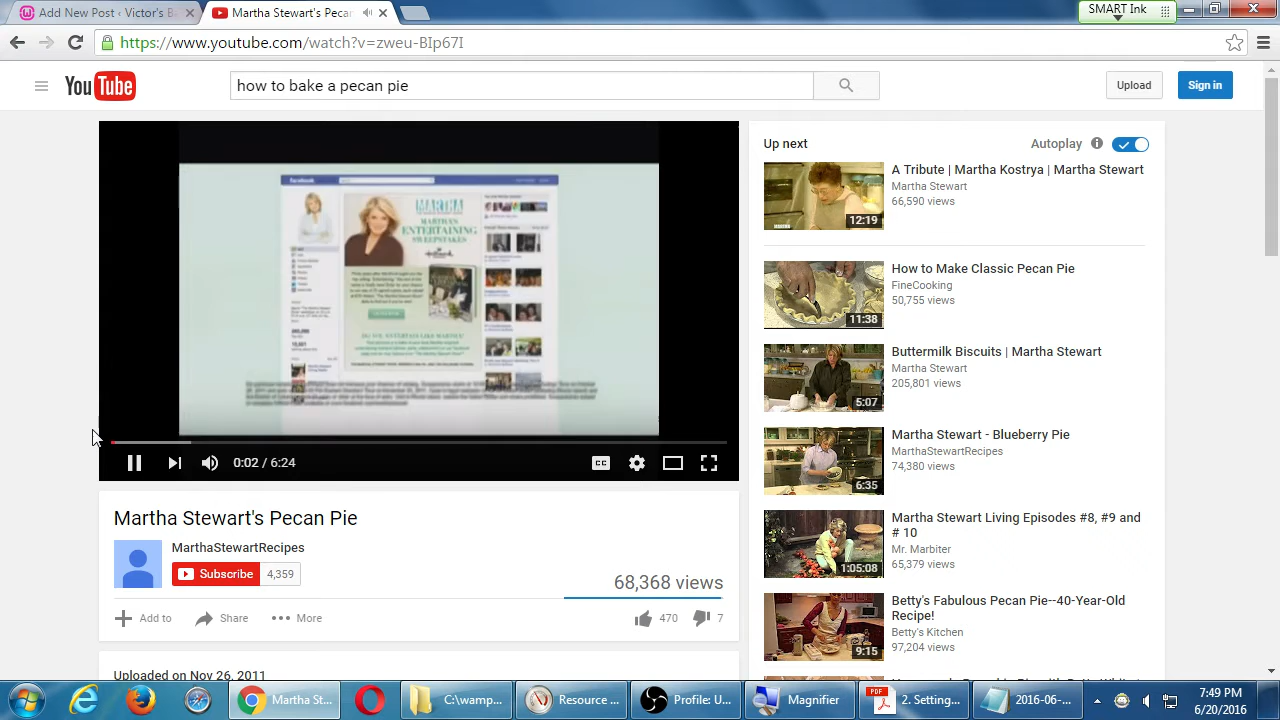 Add New Post ‹ Victor's B
Martha Stewart's Pecan
SMART Ink
https://www.youtube.com/watch?v=zweu-BIp67I
YouTube
how to bake a pecan pie
Upload
Sign in
facebook
MARTHA
MARTHA'S
ENTERTAINING
SWEEPSTAKES
Hallmark
0:02 / 6:24
CC
Martha Stewart's Pecan Pie
MarthaStewartRecipes
Subscribe
4,359
68,368 views
Add to
Share
More
470
7
Uploaded on Nov 26, 2011
Up next
Autoplay
A Tribute | Martha Kostrya | Martha Stewart
Martha Stewart
66,590 views
12:19
How to Make Classic Pecan Pie
FineCooking
50,755 views
11:38
Buttermilk Biscuits | Martha Stewart
Martha Stewart
205,801 views
5:07
Martha Stewart - Blueberry Pie
MarthaStewartRecipes
74,380 views
6:35
Martha Stewart Living Episodes #8, #9 and
# 10
Mr. Marbiter
65,379 views
1:05:08
Betty's Fabulous Pecan Pie--40-Year-Old
Recipe!
Betty's Kitchen
97,204 views
9:15
Martha St...
C:\wamp...
Resource ...
Profile: U...
Magnifier
PDF
2. Setting...
2016-06-...
7:49 PM
6/20/2016